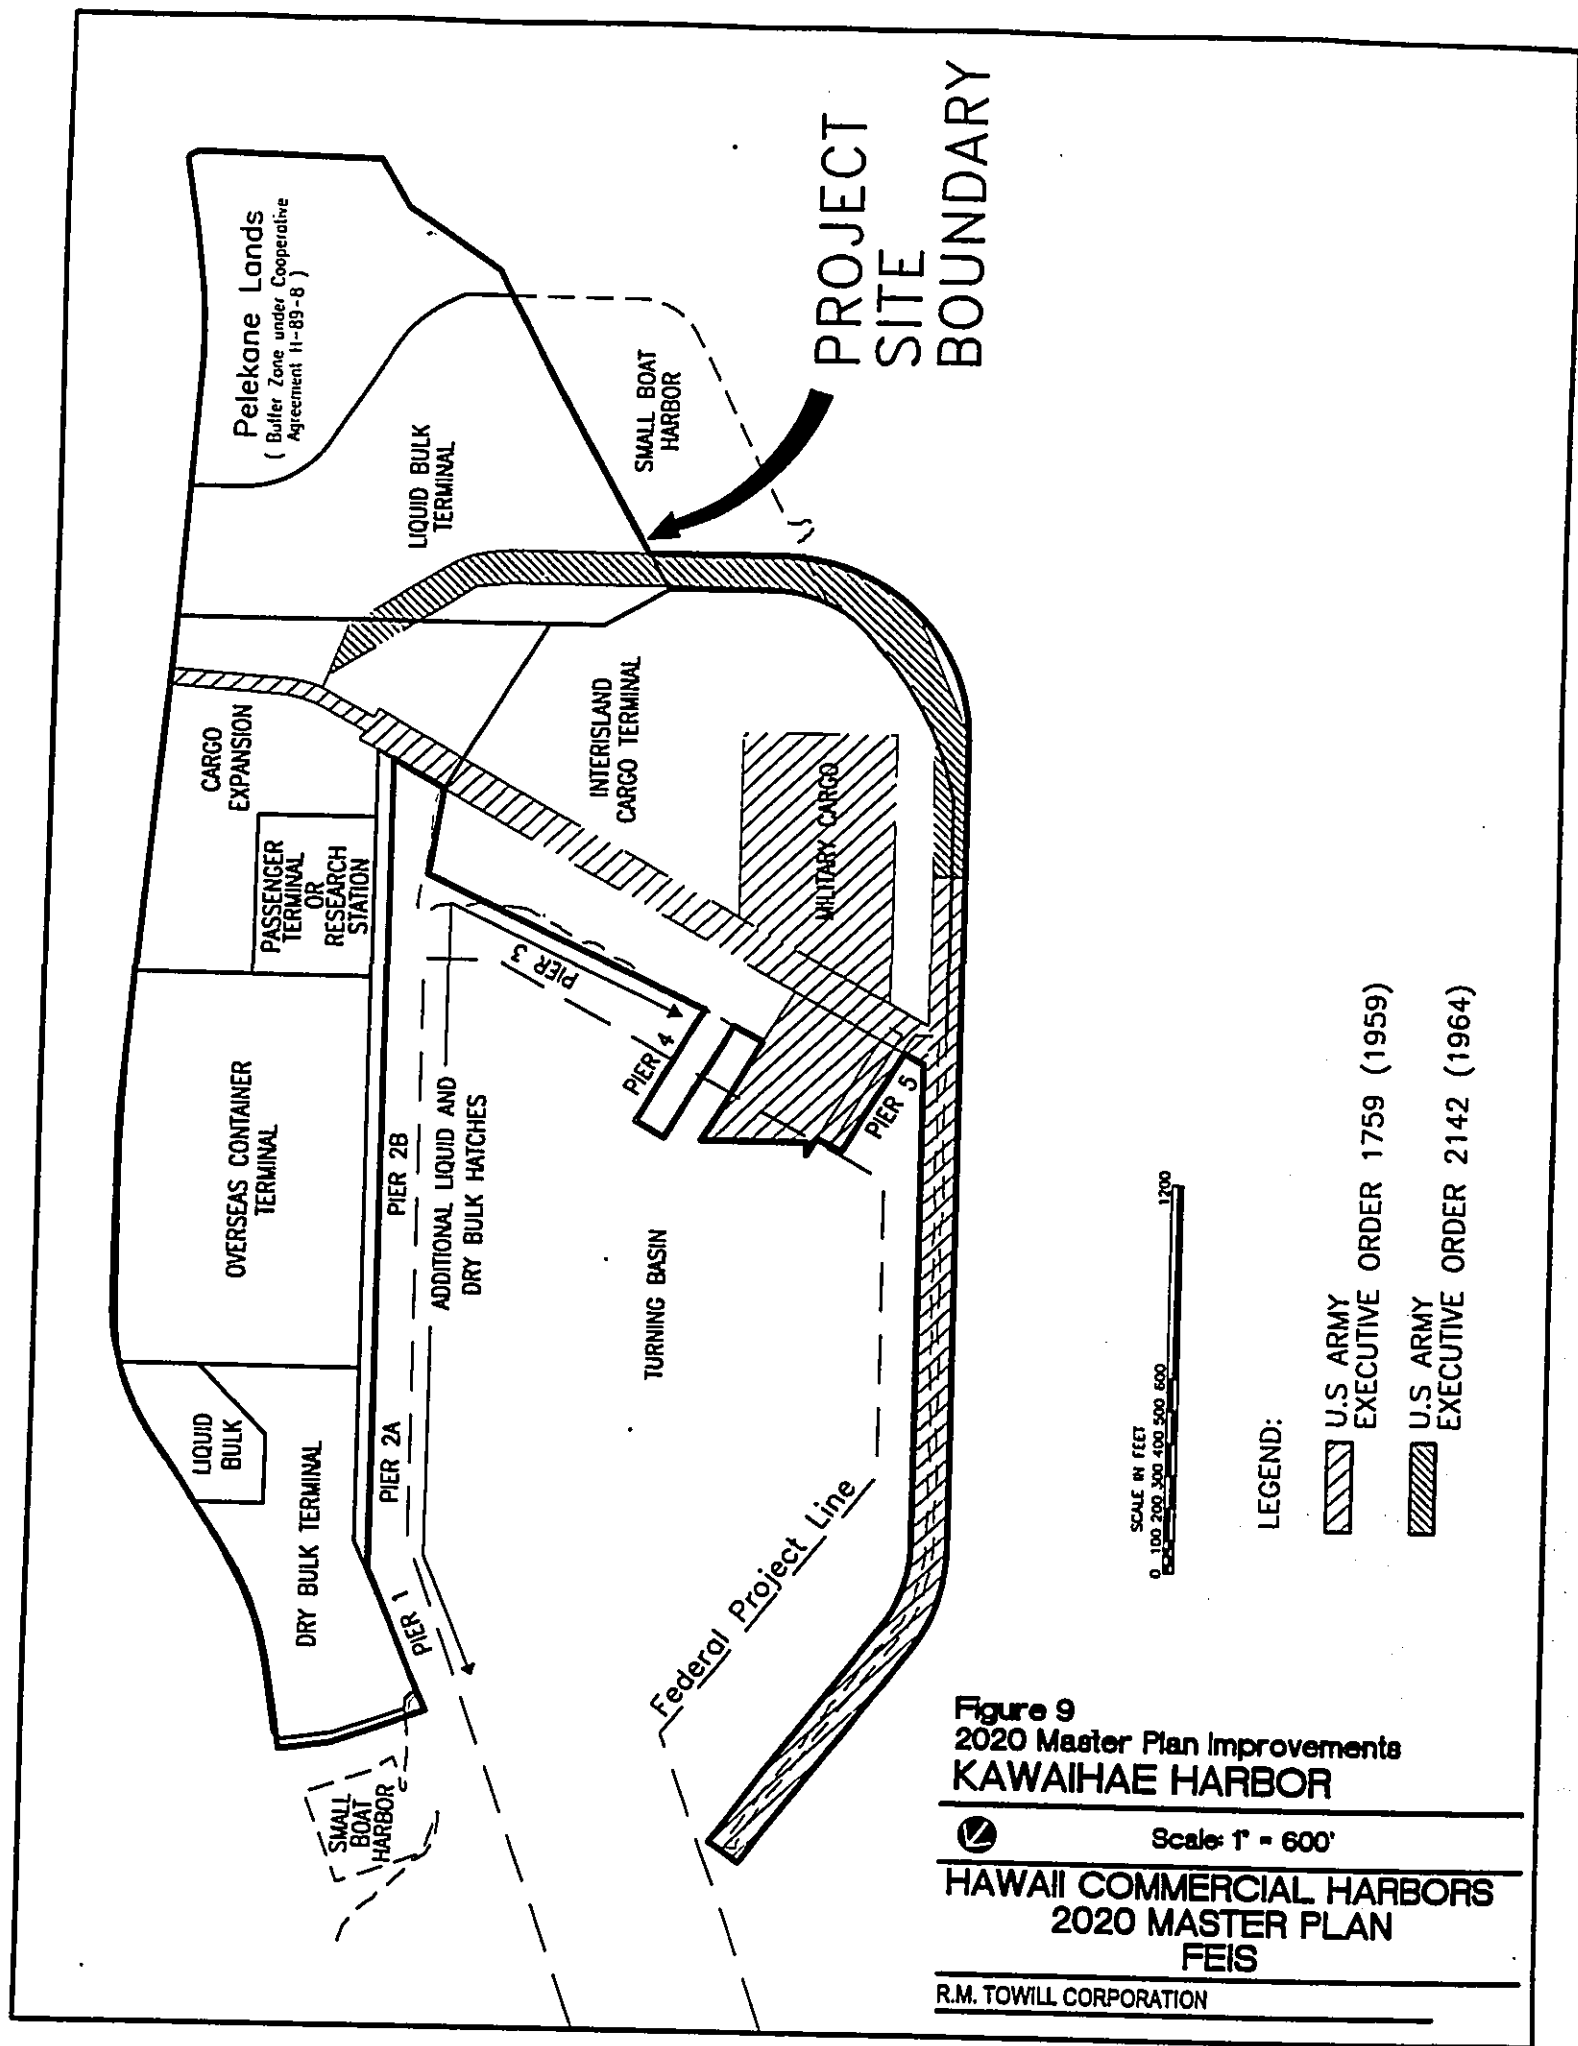 Pelekane Lands
( Buffer Zone under Cooperative
Agreement H-89-8 )
PROJECT
SITE
BOUNDARY
SMALL BOAT
HARBOR
LIQUID BULK
TERMINAL
CARGO
EXPANSION
PASSENGER
TERMINAL
OR
RESEARCH
STATION
INTERISLAND
CARGO TERMINAL
MILITARY CARGO
PIER 3
PIER 4
PIER 5
OVERSEAS CONTAINER
TERMINAL
PIER 2B
ADDITIONAL LIQUID AND
DRY BULK HATCHES
TURNING BASIN
LIQUID
BULK
DRY BULK TERMINAL
PIER 2A
PIER 1
Federal Project Line
SMALL
BOAT
HARBOR
SCALE IN FEET
0 100 200 300 400 500 600 1200
LEGEND:
U.S ARMY
EXECUTIVE ORDER 1759 (1959)
U.S ARMY
EXECUTIVE ORDER 2142 (1964)
Figure 9
2020 Master Plan Improvements
KAWAIHAE HARBOR
Scale: 1" = 600'
HAWAII COMMERCIAL HARBORS
2020 MASTER PLAN
FEIS
R.M. TOWILL CORPORATION